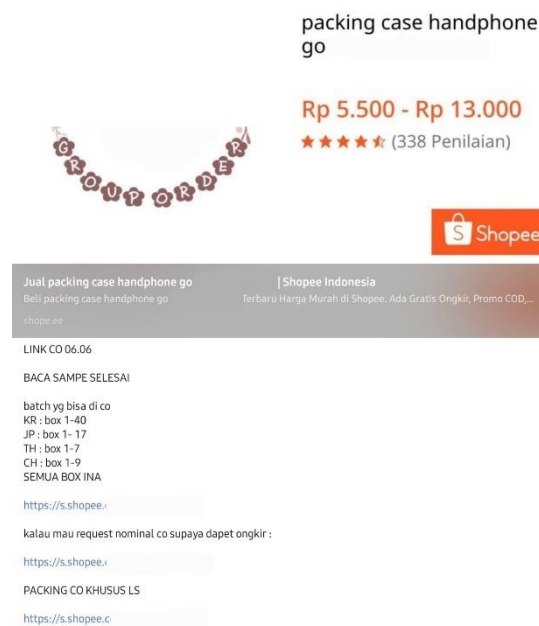 packing case handphone
go
Rp 5.500 - Rp 13.000
(338 Penilaian)
GROUP ORDER
S Shopee
Jual packing case handphone go | Shopee Indonesia
Beli packing case handphone go Terbaru Harga Murah di Shopee. Ada Gratis Ongkir, Promo COD,...
shope.ee
LINK CO 06.06
BACA SAMPE SELESAI
batch yg bisa di co
KR : box 1-40
JP : box 1- 17
TH : box 1-7
CH : box 1-9
SEMUA BOX INA
https://s.shopee.
kalau mau request nominal co supaya dapet ongkir :
https://s.shopee.
PACKING CO KHUSUS LS
https://s.shopee.c